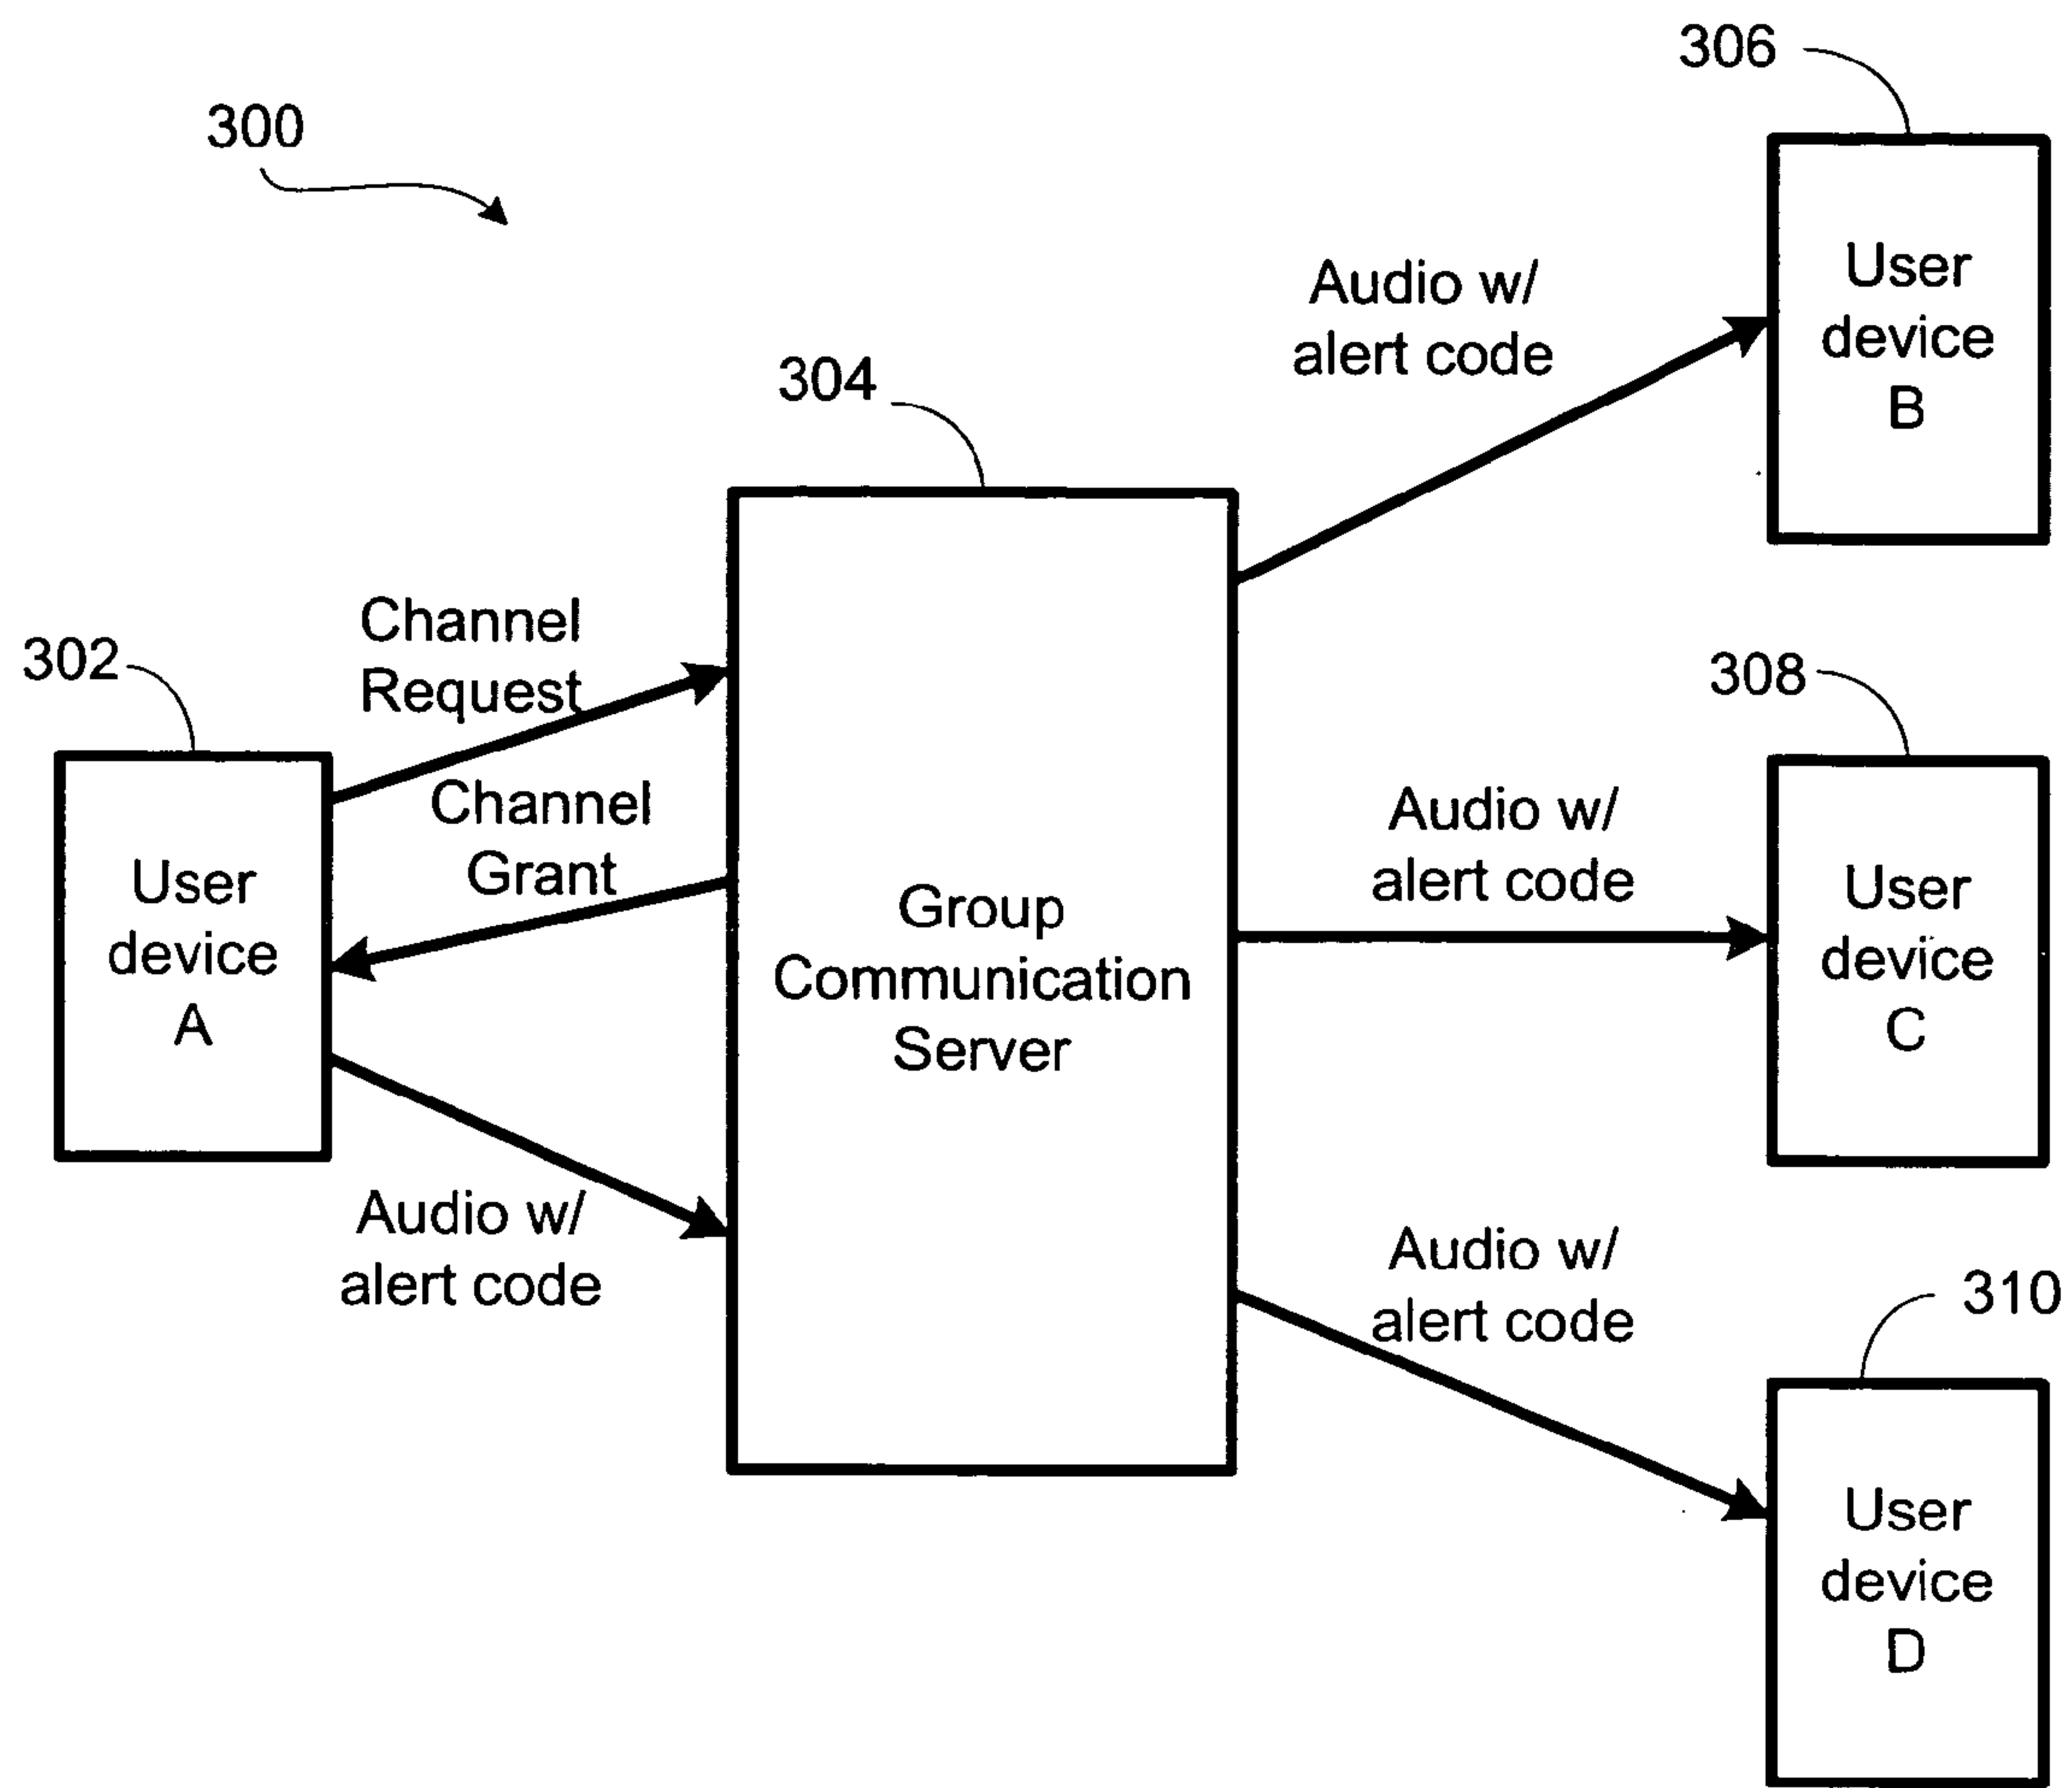 306
300
User
device
B
Audio w/
alert code
304
Channel
Request
302
308
Channel
Grant
Audio w/
alert code
User
device
A
User
device
C
Group
Communication
Server
Audio w/
alert code
Audio w/
alert code
310
User
device
D